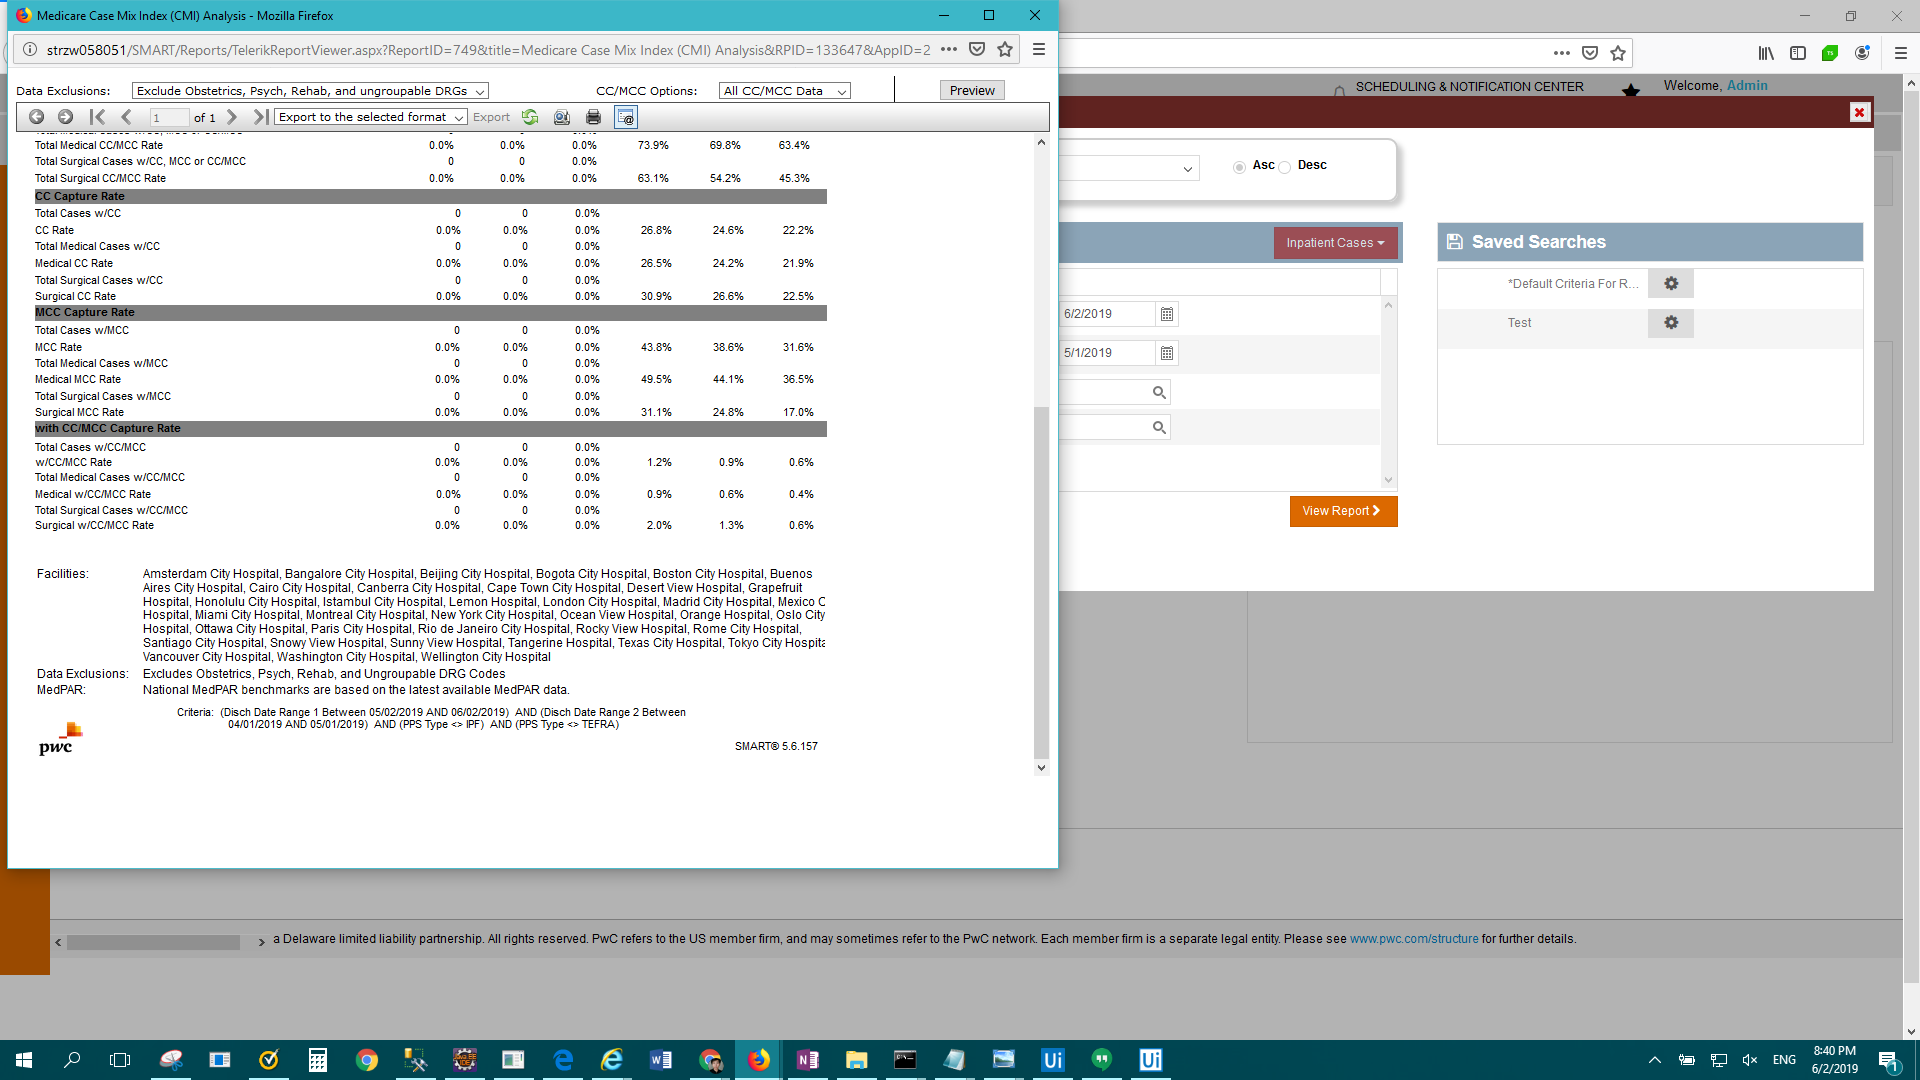 Medicare Case Mix Index (CMI) Analysis - Mozilla Firefox
strzw058051/SMART/Reports/TelerikReportViewer.aspx?ReportID=749&title=Medicare Case Mix Index (CMI) Analysis&RPID=133647&AppID=2
Data Exclusions: Exclude Obstetrics, Psych, Rehab, and ungroupable DRGs CC/MCC Options: All CC/MCC Data Preview
1 of 1 Export to the selected format Export
Total Medical CC/MCC Rate 0.0% 0.0% 0.0% 73.9% 69.8% 63.4%
Total Surgical Cases w/CC, MCC or CC/MCC 0 0 0.0%
Total Surgical CC/MCC Rate 0.0% 0.0% 0.0% 63.1% 54.2% 45.3%
CC Capture Rate
Total Cases w/CC 0 0 0.0%
CC Rate 0.0% 0.0% 0.0% 26.8% 24.6% 22.2%
Total Medical Cases w/CC 0 0 0.0%
Medical CC Rate 0.0% 0.0% 0.0% 26.5% 24.2% 21.9%
Total Surgical Cases w/CC 0 0 0.0%
Surgical CC Rate 0.0% 0.0% 0.0% 30.9% 26.6% 22.5%
MCC Capture Rate
Total Cases w/MCC 0 0 0.0%
MCC Rate 0.0% 0.0% 0.0% 43.8% 38.6% 31.6%
Total Medical Cases w/MCC 0 0 0.0%
Medical MCC Rate 0.0% 0.0% 0.0% 49.5% 44.1% 36.5%
Total Surgical Cases w/MCC 0 0 0.0%
Surgical MCC Rate 0.0% 0.0% 0.0% 31.1% 24.8% 17.0%
with CC/MCC Capture Rate
Total Cases w/CC/MCC 0 0 0.0%
w/CC/MCC Rate 0.0% 0.0% 0.0% 1.2% 0.9% 0.6%
Total Medical Cases w/CC/MCC 0 0 0.0%
Medical w/CC/MCC Rate 0.0% 0.0% 0.0% 0.9% 0.6% 0.4%
Total Surgical Cases w/CC/MCC 0 0 0.0%
Surgical w/CC/MCC Rate 0.0% 0.0% 0.0% 2.0% 1.3% 0.6%
Facilities: Amsterdam City Hospital, Bangalore City Hospital, Beijing City Hospital, Bogota City Hospital, Boston City Hospital, Buenos
Aires City Hospital, Cairo City Hospital, Canberra City Hospital, Cape Town City Hospital, Desert View Hospital, Grapefruit
Hospital, Honolulu City Hospital, Istambul City Hospital, Lemon Hospital, London City Hospital, Madrid City Hospital, Mexico C
Hospital, Miami City Hospital, Montreal City Hospital, New York City Hospital, Ocean View Hospital, Orange Hospital, Oslo City
Hospital, Ottawa City Hospital, Paris City Hospital, Rio de Janeiro City Hospital, Rocky View Hospital, Rome City Hospital,
Santiago City Hospital, Snowy View Hospital, Sunny View Hospital, Tangerine Hospital, Texas City Hospital, Tokyo City Hospita
Vancouver City Hospital, Washington City Hospital, Wellington City Hospital
Data Exclusions: Excludes Obstetrics, Psych, Rehab, and Ungroupable DRG Codes
MedPAR: National MedPAR benchmarks are based on the latest available MedPAR data.
Criteria: (Disch Date Range 1 Between 05/02/2019 AND 06/02/2019) AND (Disch Date Range 2 Between
04/01/2019 AND 05/01/2019) AND (PPS Type <> IPF) AND (PPS Type <> TEFRA)
pwc
SMART® 5.6.157
SCHEDULING & NOTIFICATION CENTER
Welcome, Admin
Asc Desc
Inpatient Cases
6/2/2019
5/1/2019
View Report
Saved Searches
*Default Criteria For R...
Test
a Delaware limited liability partnership. All rights reserved. PwC refers to the US member firm, and may sometimes refer to the PwC network. Each member firm is a separate legal entity. Please see www.pwc.com/structure for further details.
ENG
8:40 PM
6/2/2019
1